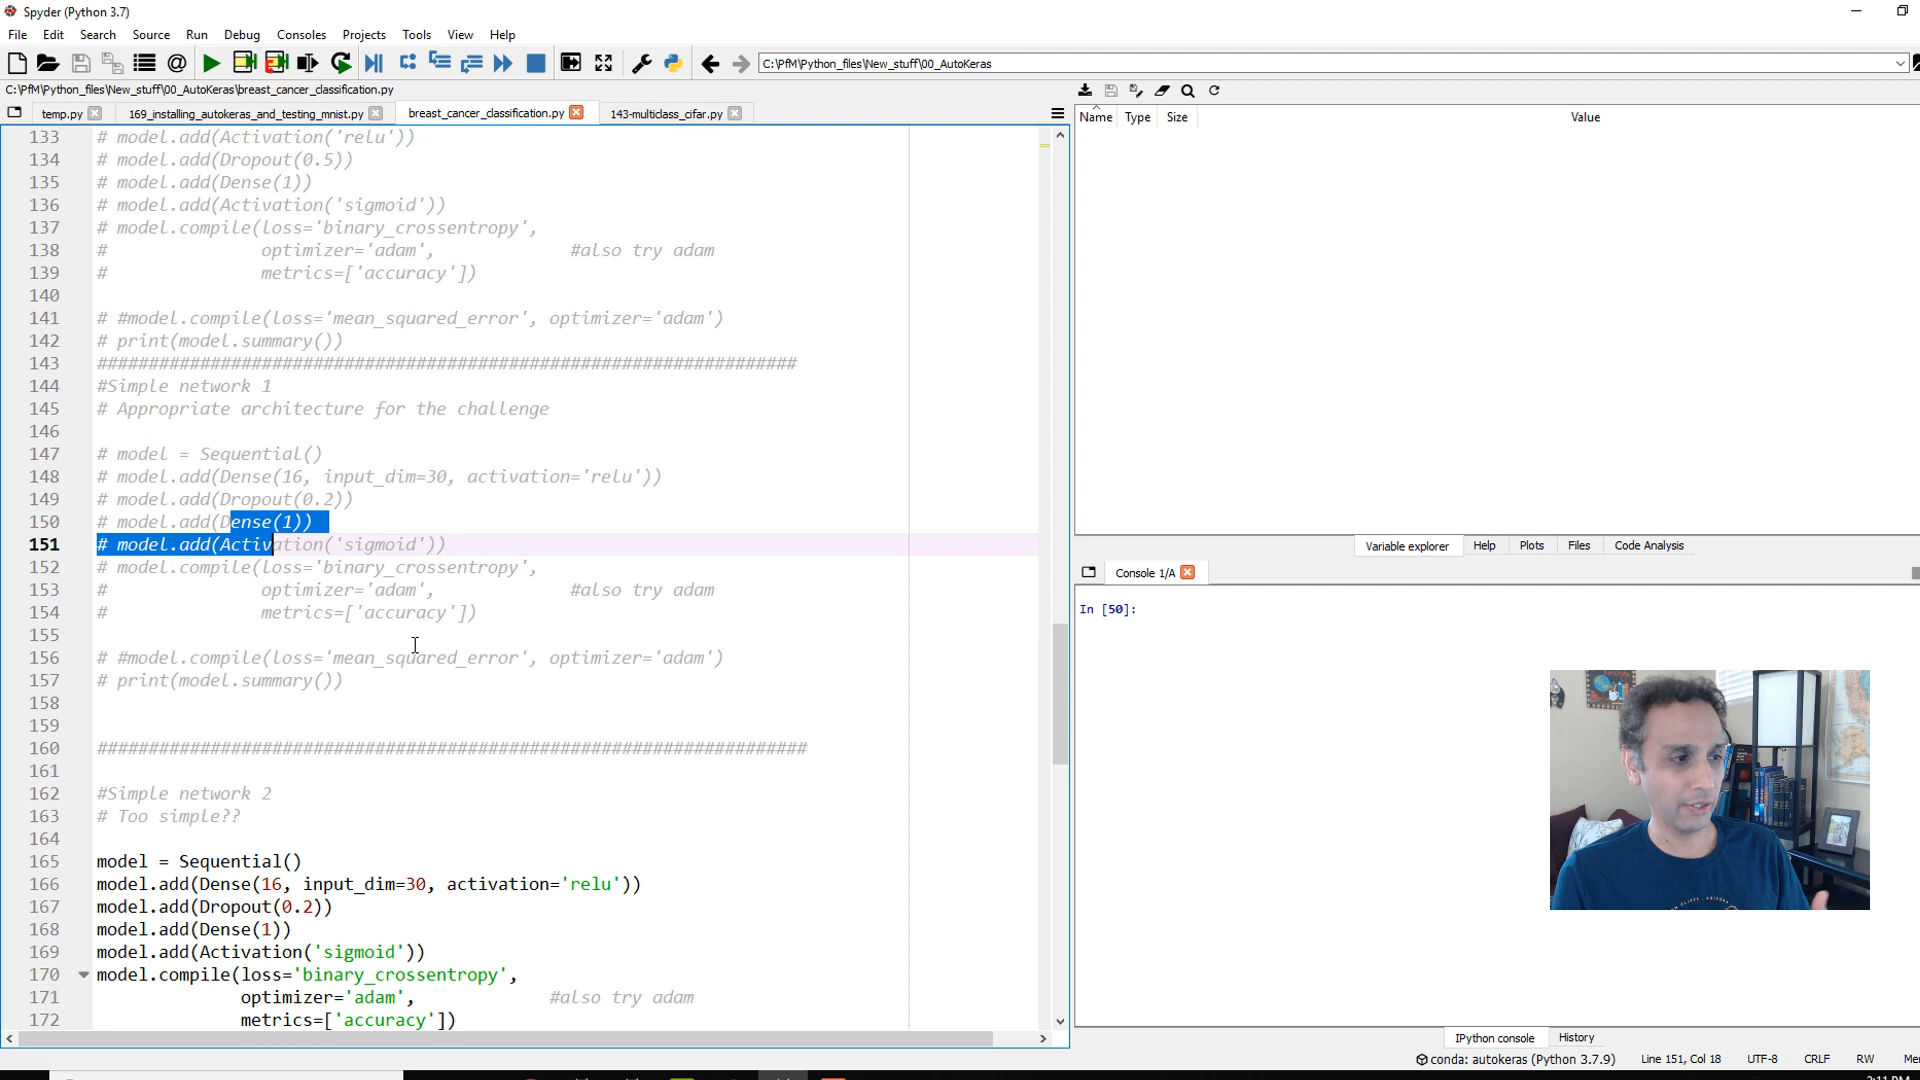 Spyder (Python 3.7)
File Edit Search Source Run Debug Consoles Projects Tools View Help
C:\PfM\Python_files\New_stuff\00_AutoKeras
C:\PfM\Python_files\New_stuff\00_AutoKeras\breast_cancer_classification.py
temp.py 169_installing_autokeras_and_testing_mnist.py breast_cancer_classification.py 143-multiclass_cifar.py
133 # model.add(Activation('relu'))
134 # model.add(Dropout(0.5))
135 # model.add(Dense(1))
136 # model.add(Activation('sigmoid'))
137 # model.compile(loss='binary_crossentropy',
138 # optimizer='adam', #also try adam
139 # metrics=['accuracy'])
140
141 # #model.compile(loss='mean_squared_error', optimizer='adam')
142 # print(model.summary())
143 ####################################################################
144 #Simple network 1
145 # Appropriate architecture for the challenge
146
147 # model = Sequential()
148 # model.add(Dense(16, input_dim=30, activation='relu'))
149 # model.add(Dropout(0.2))
150 # model.add(Dense(1))
151 # model.add(Activation('sigmoid'))
152 # model.compile(loss='binary_crossentropy',
153 # optimizer='adam', #also try adam
154 # metrics=['accuracy'])
155
156 # #model.compile(loss='mean_squared_error', optimizer='adam')
157 # print(model.summary())
158
159
160 #####################################################################
161
162 #Simple network 2
163 # Too simple??
164
165 model = Sequential()
166 model.add(Dense(16, input_dim=30, activation='relu'))
167 model.add(Dropout(0.2))
168 model.add(Dense(1))
169 model.add(Activation('sigmoid'))
170 model.compile(loss='binary_crossentropy',
171 optimizer='adam', #also try adam
172 metrics=['accuracy'])
Name Type Size Value
Variable explorer Help Plots Files Code Analysis
Console 1/A
In [50]:
IPython console History
conda: autokeras (Python 3.7.9) Line 151, Col 18 UTF-8 CRLF RW